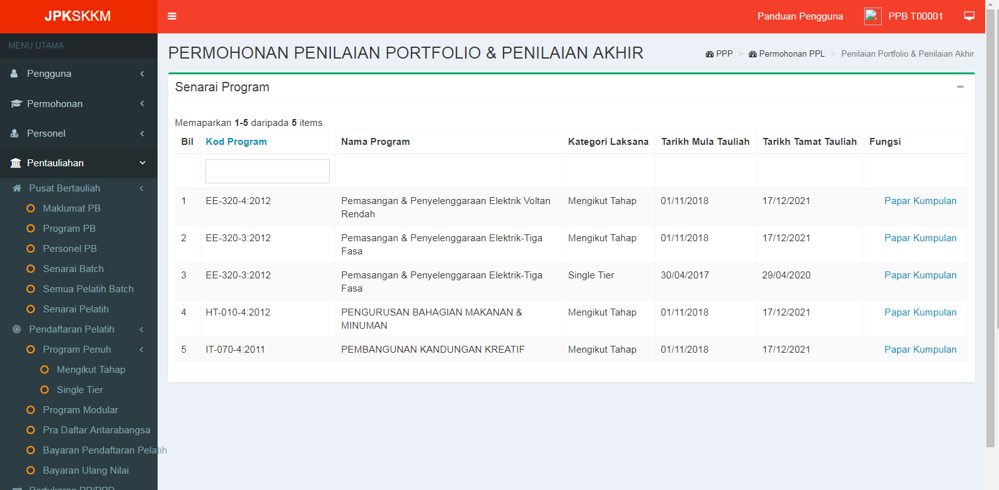 JPKSKKM
Panduan Pengguna
PPB T00001
MENU UTAMA
Pengguna
Permohonan
Personel
Pentauliahan
Pusat Bertauliah
Maklumat PB
Program PB
Personel PB
Senarai Batch
Semua Pelatih Batch
Senarai Pelatih
Pendaftaran Pelatih
Program Penuh
Mengikut Tahap
Single Tier
Program Modular
Pra Daftar Antarabangsa
Bayaran Pendaftaran Pelatih
Bayaran Ulang Nilai
PERMOHONAN PENILAIAN PORTFOLIO & PENILAIAN AKHIR
PPP > Permohonan PPL > Penilaian Portfolio & Penilaian Akhir
Senarai Program
Memaparkan 1-5 daripada 5 items.
Bil Kod Program Nama Program Kategori Laksana Tarikh Mula Tauliah Tarikh Tamat Tauliah Fungsi
1 EE-320-4:2012 Pemasangan & Penyelenggaraan Elektrik Voltan Mengikut Tahap 01/11/2018 17/12/2021 Papar Kumpulan
Rendah
2 EE-320-3:2012 Pemasangan & Penyelenggaraan Elektrik-Tiga Mengikut Tahap 01/11/2018 17/12/2021 Papar Kumpulan
Fasa
3 EE-320-3:2012 Pemasangan & Penyelenggaraan Elektrik-Tiga Single Tier 30/04/2017 29/04/2020 Papar Kumpulan
Fasa
4 HT-010-4:2012 PENGURUSAN BAHAGIAN MAKANAN & Mengikut Tahap 01/11/2018 17/12/2021 Papar Kumpulan
MINUMAN
5 IT-070-4:2011 PEMBANGUNAN KANDUNGAN KREATIF Mengikut Tahap 01/11/2018 17/12/2021 Papar Kumpulan